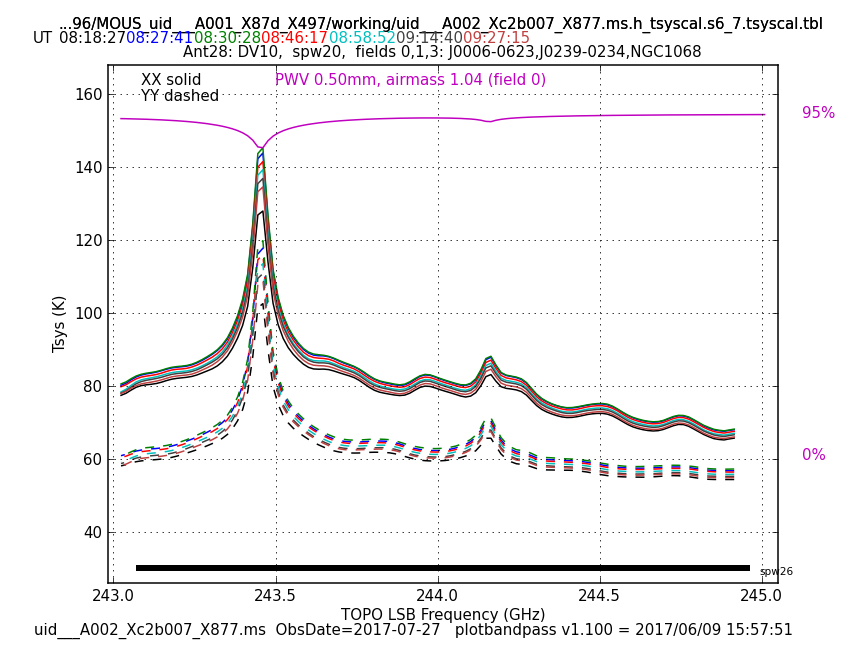 ...96/MOUS_uid___A001_X87d_X497/working/uid___A002_Xc2b007_X877.ms.h_tsyscal.s6_7.tsyscal.tbl
UT 08:18:27 08:27:41 08:30:28 08:46:17 08:58:52 09:14:40 09:27:15
Ant28: DV10, spw20, fields 0,1,3: J0006-0623,J0239-0234,NGC1068
XX solid PWV 0.50mm, airmass 1.04 (field 0)
YY dashed
160
95%
140
120
100
80
60
40
0%
Tsys (K)
spw26
243.0 243.5 244.0 244.5 245.0
TOPO LSB Frequency (GHz)
uid___A002_Xc2b007_X877.ms ObsDate=2017-07-27 plotbandpass v1.100 = 2017/06/09 15:57:51